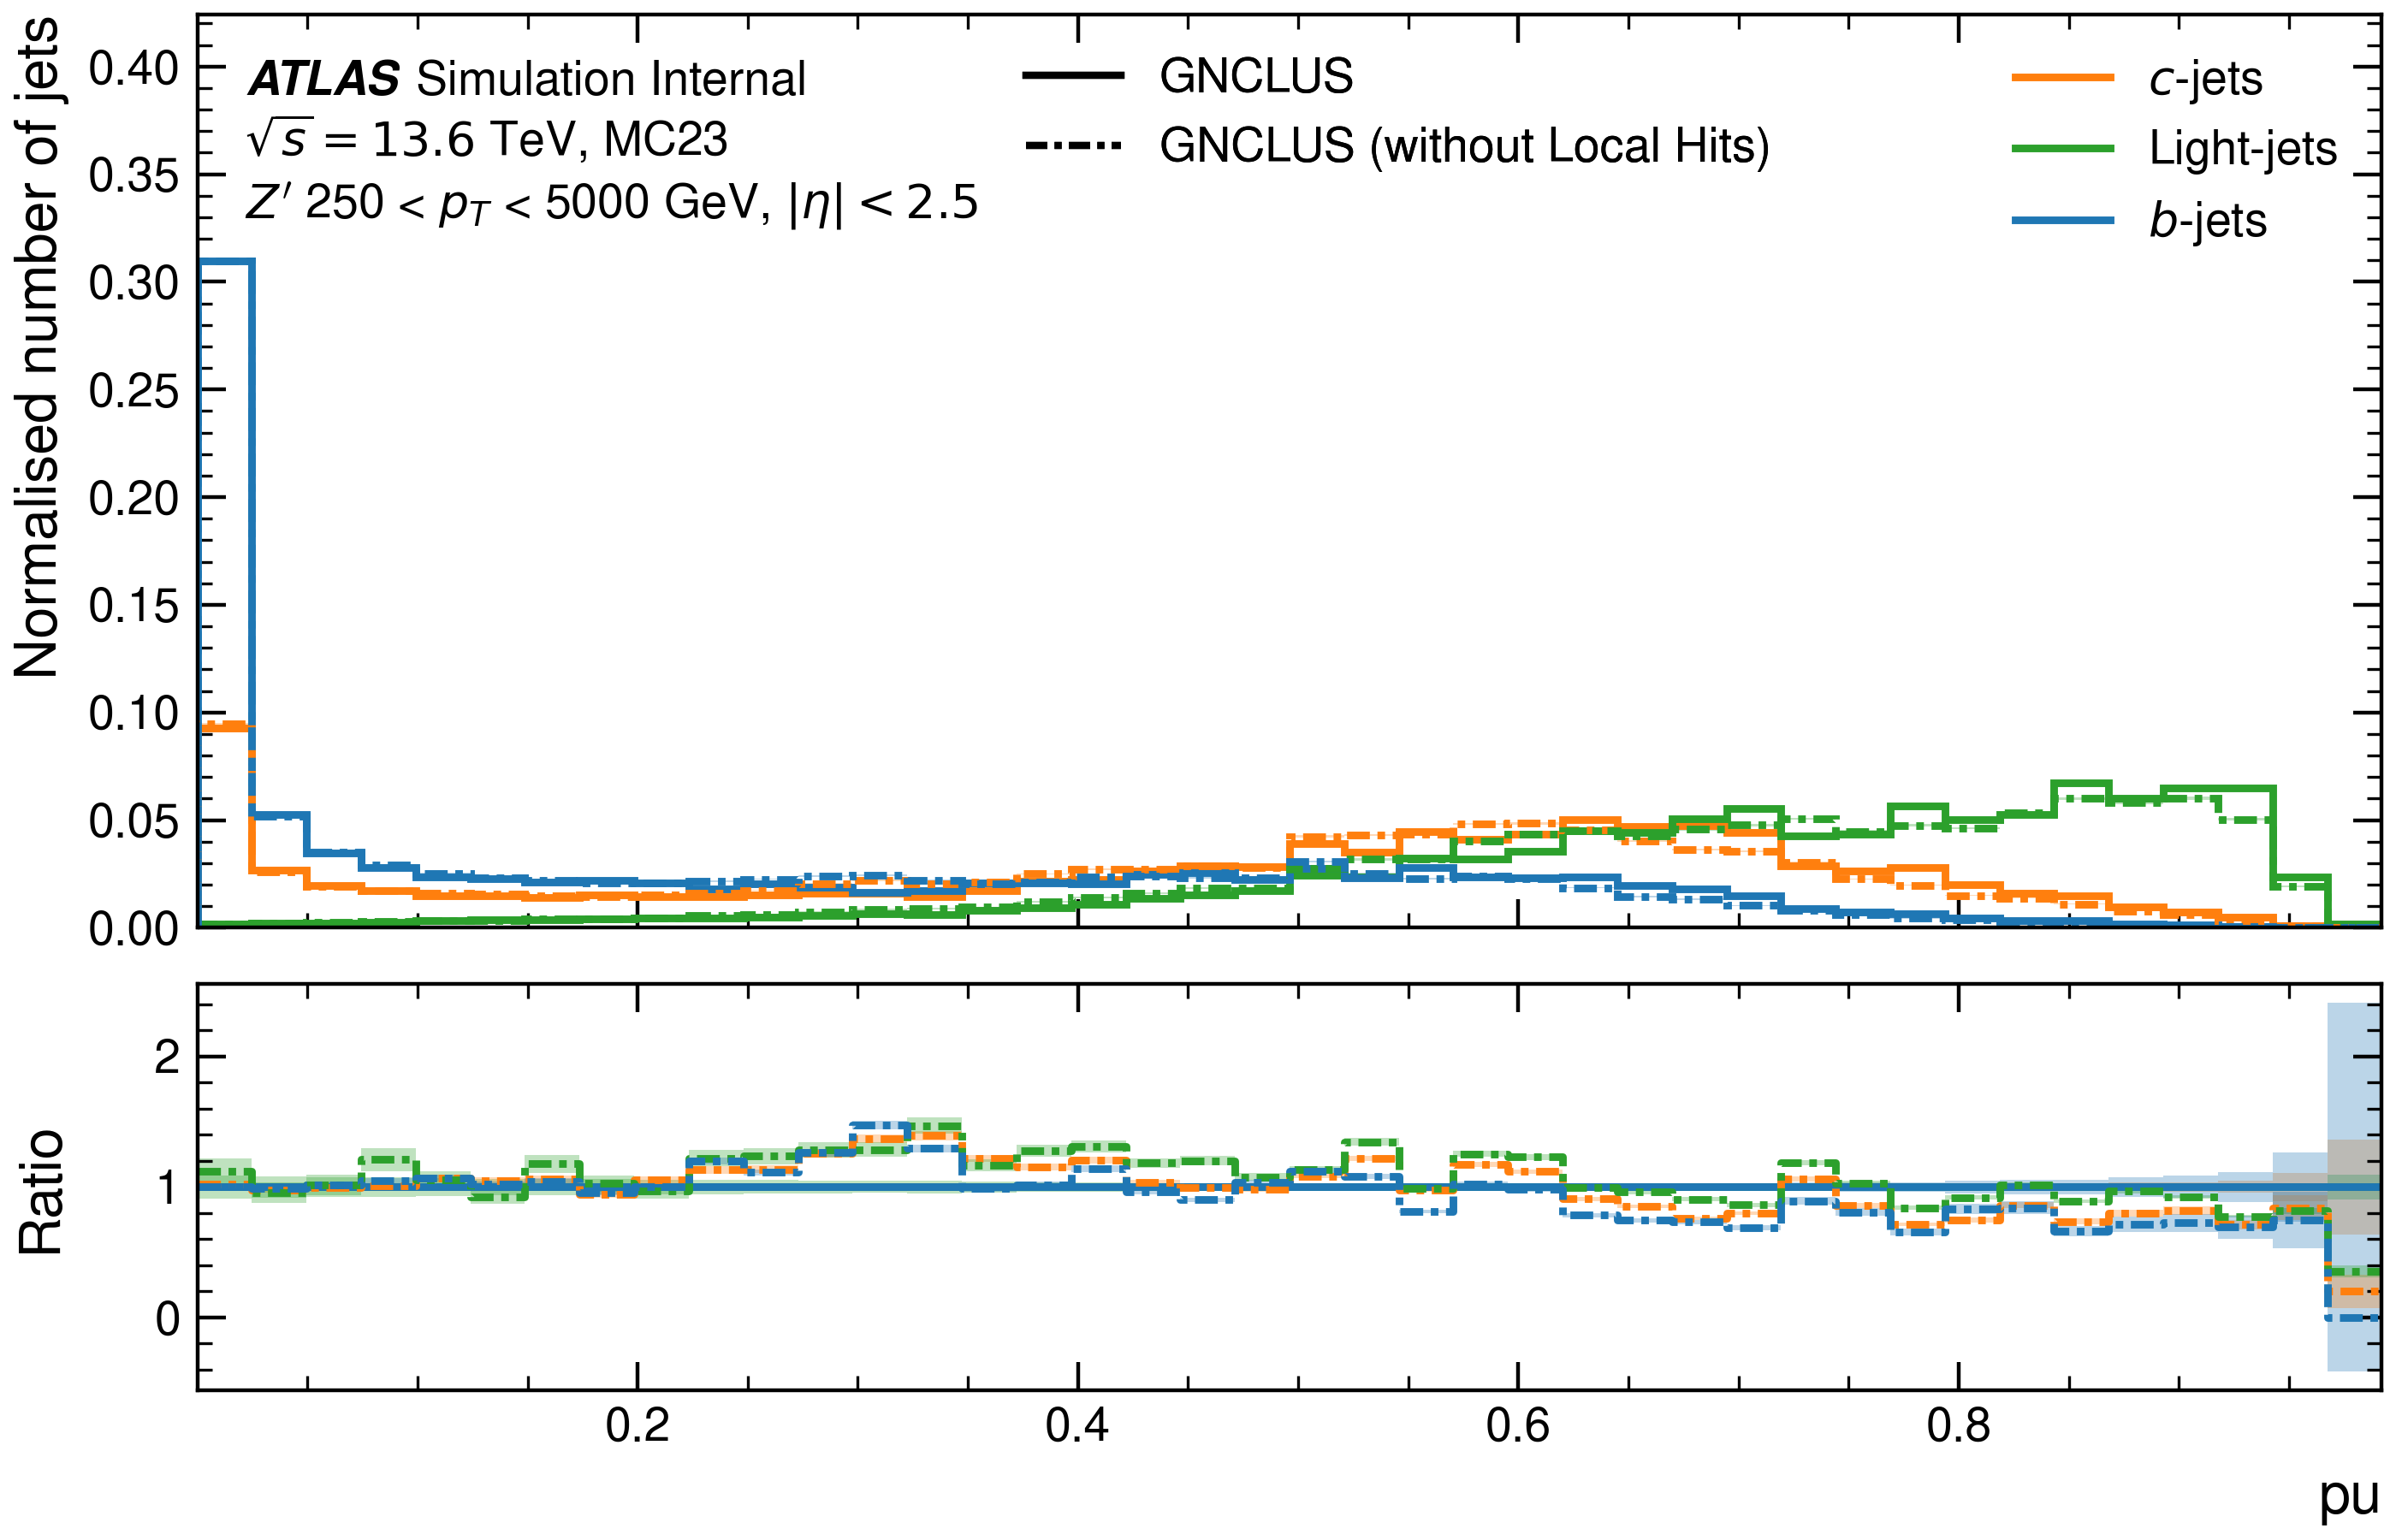 Normalised number of jets
0.40
0.35
0.30
0.25
0.20
0.15
0.10
0.05
0.00
ATLAS Simulation Internal
√s = 13.6 TeV, MC23
Z′ 250 < p_T < 5000 GeV, |η| < 2.5
GNCLUS
GNCLUS (without Local Hits)
c-jets
Light-jets
b-jets
Ratio
2
1
0
0.2 0.4 0.6 0.8
pu